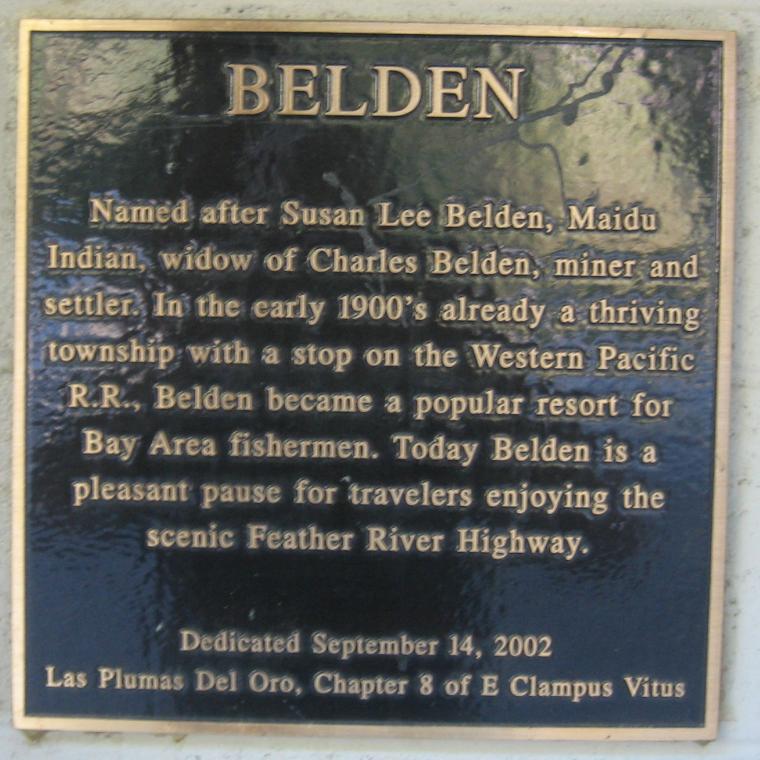 BELDEN
Named after Susan Lee Belden, Maidu
Indian, widow of Charles Belden, miner and
settler. In the early 1900's already a thriving
township with a stop on the Western Pacific
R.R., Belden became a popular resort for
Bay Area fishermen. Today Belden is a
pleasant pause for travelers enjoying the
scenic Feather River Highway.
Dedicated September 14, 2002
Las Plumas Del Oro, Chapter 8 of E Clampus Vitus